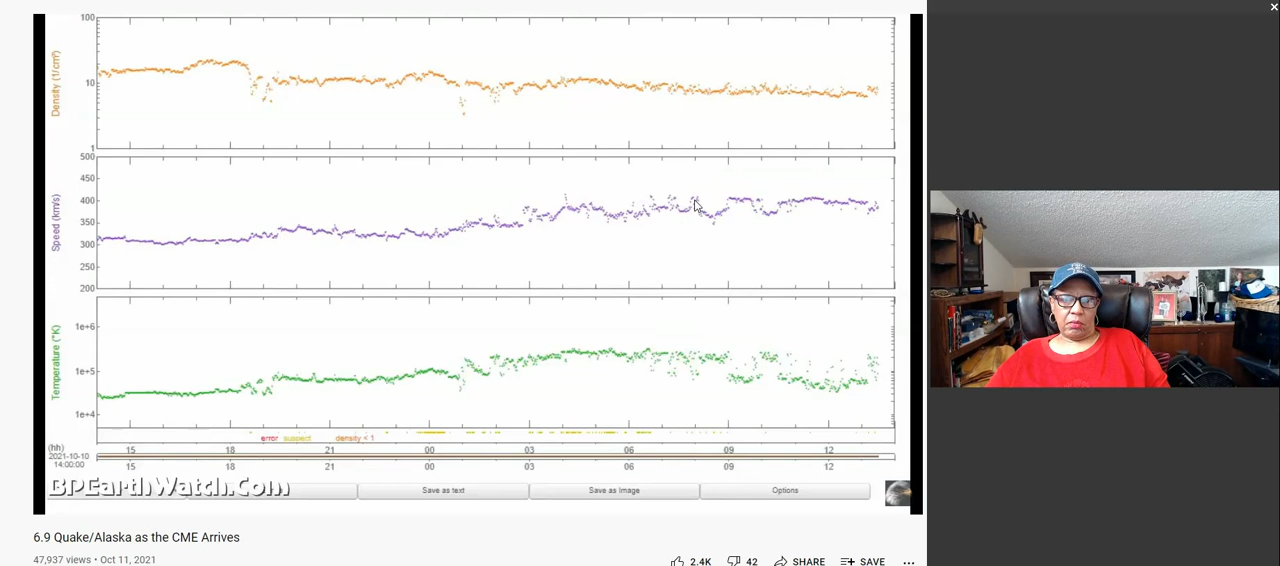 100
10
1
Density (1/cm³)
500
450
400
350
300
250
200
Speed (km/s)
1e+6
1e+5
1e+4
Temperature (°K)
error suspect density < 1
(hh) 15 18 21 00 03 06 09 12
2021-10-10
14:00:00
15 18 21 00 03 06 09 12
BPEarthWatch.Com
Save as text Save as Image Options
6.9 Quake/Alaska as the CME Arrives
47,937 views • Oct 11, 2021 2.4K 42 SHARE SAVE